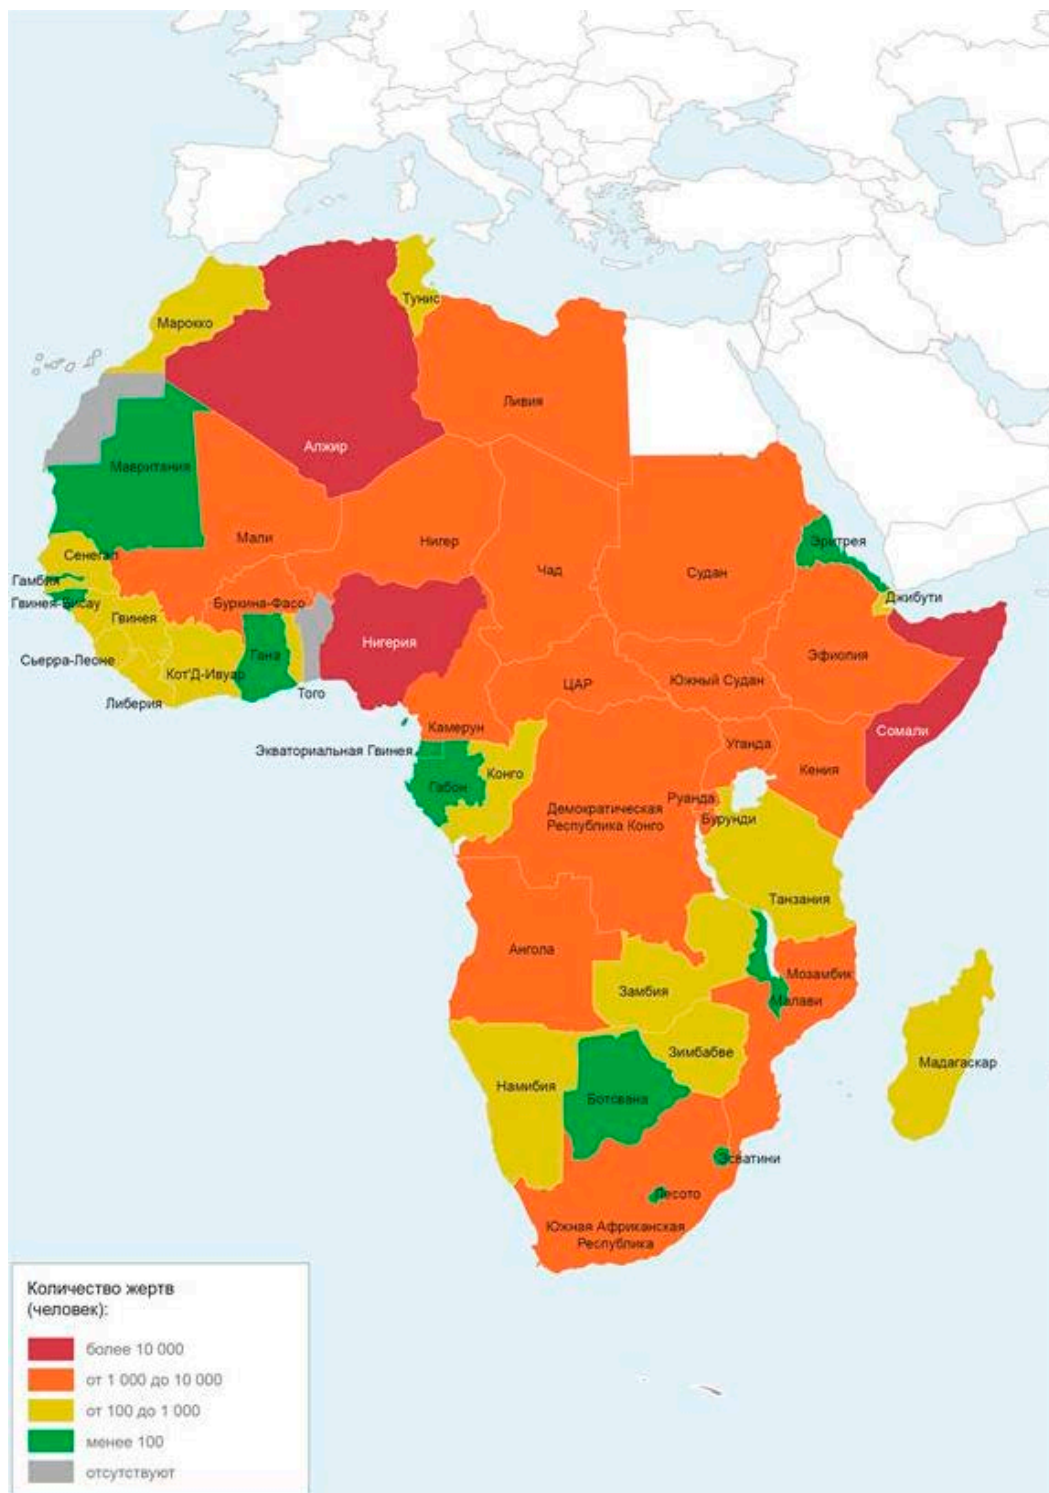 Тунис
Марокко
Ливия
Алжир
Мавритания
Мали
Нигер
Чад
Судан
Эритрея
Сенегал
Гамбия
Гвинея-Бисау
Гвинея
Буркина-Фасо
Джибути
Нигерия
Гана
Эфиопия
Сьерра-Леоне
Кот'Д-Ивуар
Южный Судан
ЦАР
Того
Либерия
Камерун
Сомали
Уганда
Экваториальная Гвинея
Кения
Конго
Габон
Руанда
Демократическая
Республика Конго
Бурунди
Танзания
Ангола
Мозамбик
Замбия
Малави
Зимбабве
Мадагаскар
Намибия
Ботсвана
Эсватини
Лесото
Южная Африканская
Республика
Количество жертв
(человек):
более 10 000
от 1 000 до 10 000
от 100 до 1 000
менее 100
отсутствуют